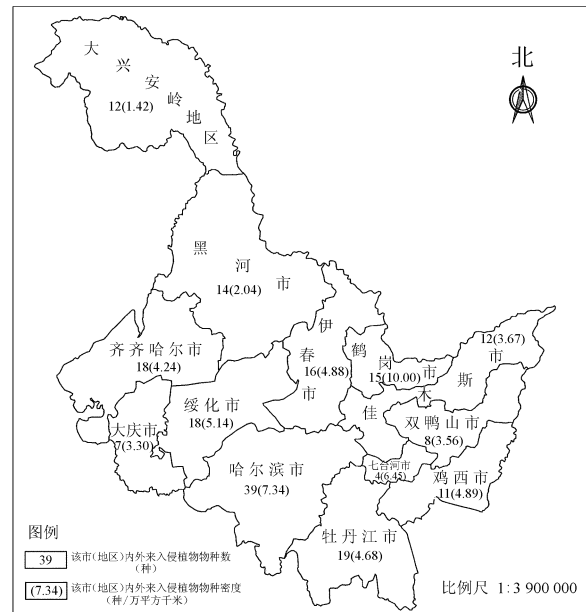 北
大兴安岭地区
12(1.42)
黑河市
14(2.04)
齐齐哈尔市
18(4.24)
伊春市
16(4.88)
鹤岗市
15(10.00)
12(3.67)
佳木斯市
绥化市
18(5.14)
大庆市
7(3.30)
双鸭山市
8(3.56)
哈尔滨市
39(7.34)
七台河市
4(6.45)
鸡西市
11(4.89)
牡丹江市
19(4.68)
图例
39 该市(地区)内外来入侵植物物种数
(种)
(7.34) 该市(地区)内外来入侵植物物种密度
(种/万平方千米)
比例尺 1:3 900 000